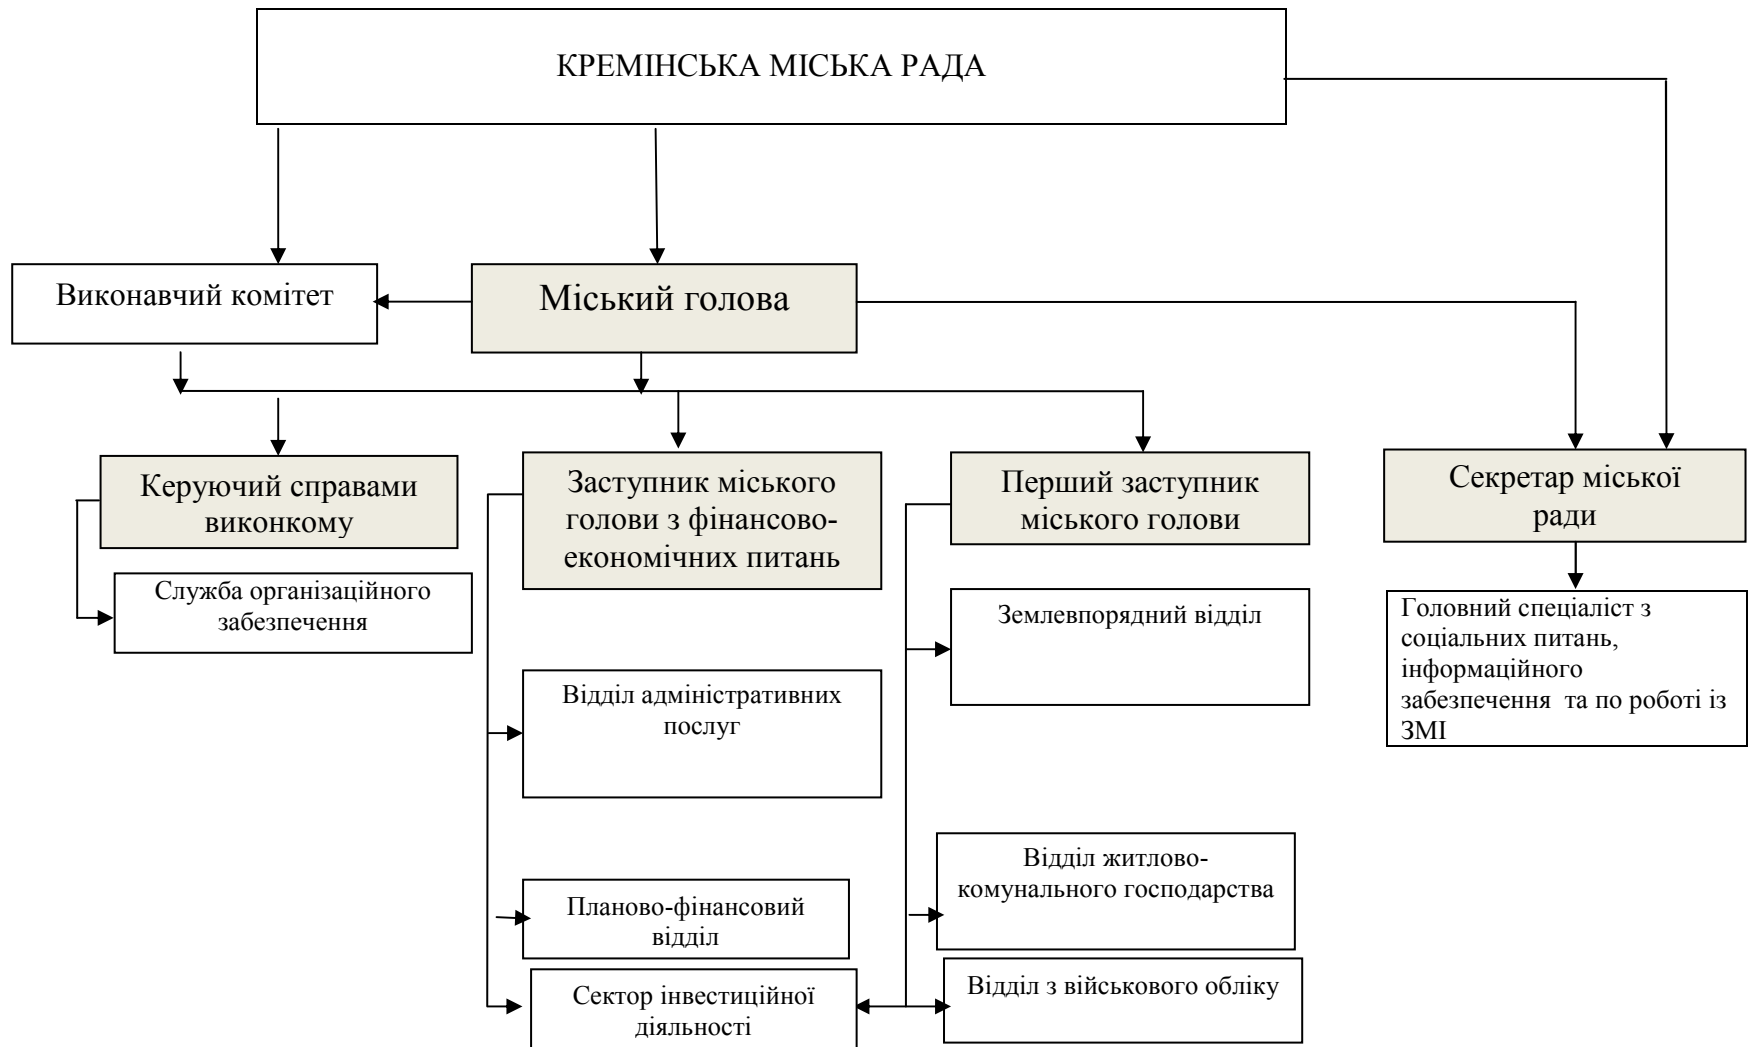 КРЕМІНСЬКА МІСЬКА РАДА
Виконавчий комітет
Міський голова
Керуючий справами
виконкому
Служба організаційного
забезпечення
Заступник міського
голови з фінансово-
економічних питань
Відділ адміністративних
послуг
Планово-фінансовий
відділ
Сектор інвестиційної
діяльності
Перший заступник
міського голови
Землевпорядний відділ
Відділ житлово-
комунального господарства
Відділ з військового обліку
Секретар міської
ради
Головний спеціаліст з
соціальних питань,
інформаційного
забезпечення та по роботі із
ЗМІ